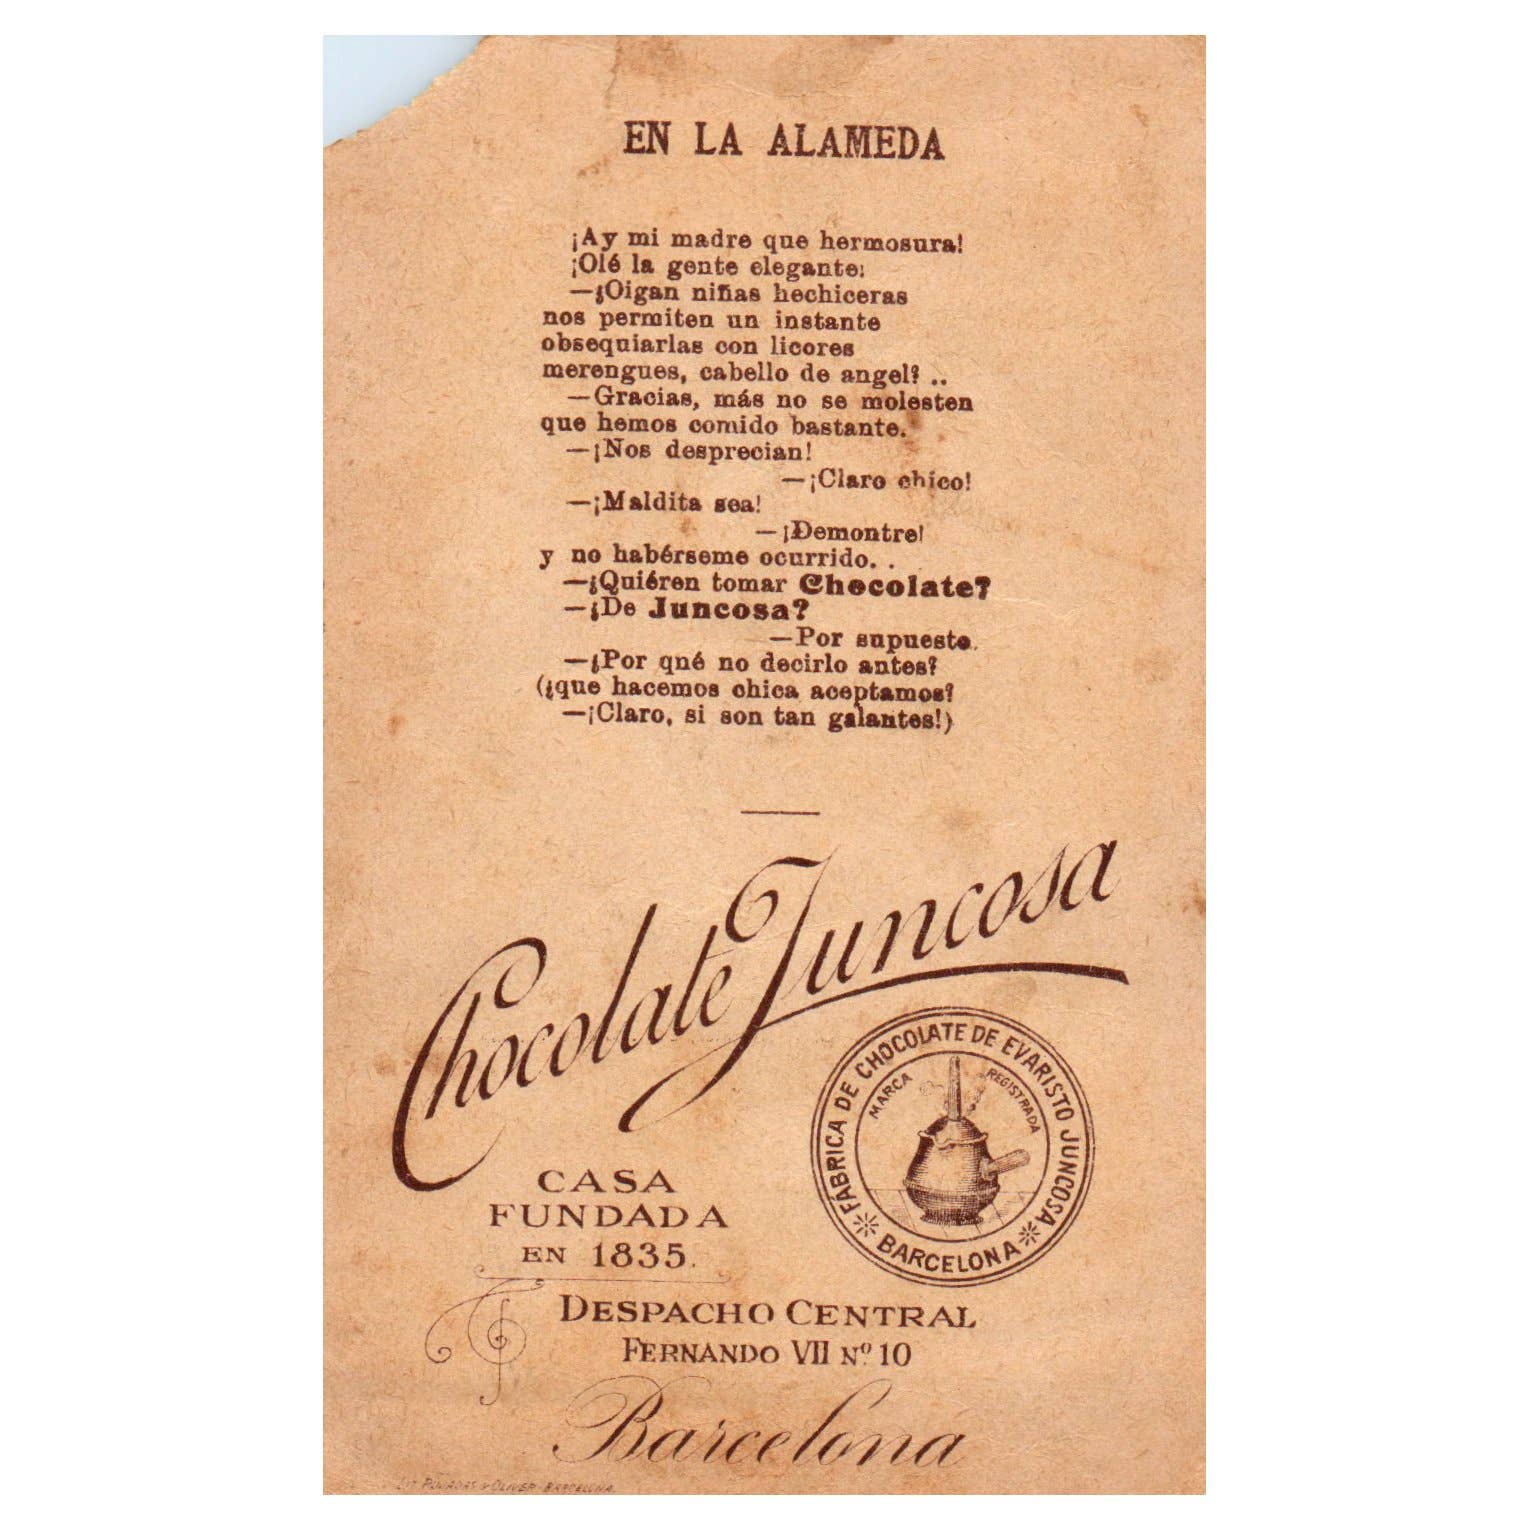 EN LA ALAMEDA
¡Ay mi madre que hermosura!
¡Olé la gente elegante;
—¿Oigan niñas hechiceras
nos permiten un instante
obsequiarlas con licores
merengues, cabello de angel? ..
—Gracias, más no se molesten
que hemos comido bastante.
—¡Nos desprecian!
—¡Claro chico!
—¡Maldita sea!
—¡Demontre!
y no habérseme ocurrido. .
—¿Quiéren tomar Chocolate?
—¿De Juncosa?
—Por supuesto.
—¿Por qué no decirlo antes?
(¿que hacemos chica aceptamos?
—¡Claro, si son tan galantes!)
Chocolate Juncosa
FÁBRICA DE CHOCOLATE DE EVARISTO JUNCOSA
MARCA REGISTRADA
BARCELONA
CASA
FUNDADA
EN 1835.
DESPACHO CENTRAL
FERNANDO VII Nº 10
Barcelona
LIT. PUJADAS Y OLIVER-BARCELONA.